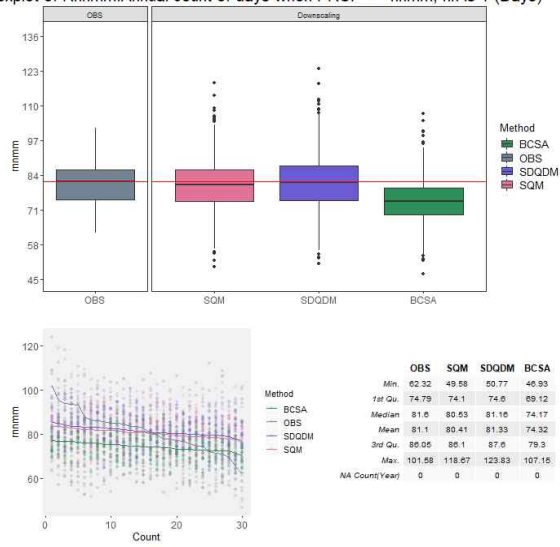 OBS
Downscaling
136
123
110
97
84
71
58
45
nnmm
OBS
SQM
SDQDM
BCSA
Method
BCSA
OBS
SDQDM
SQM
120
100
80
60
0
10
20
30
Count
Method
BCSA
OBS
SDQDM
SQM
OBS SQM SDQDM BCSA
Min. 62.32 49.58 50.77 46.93
1st Qu. 74.79 74.1 74.6 69.12
Median 81.6 80.53 81.16 74.17
Mean 81.1 80.41 81.33 74.32
3rd Qu. 86.05 86.1 87.6 79.3
Max. 101.58 118.67 123.83 107.15
NA Count(Year) 0 0 0 0